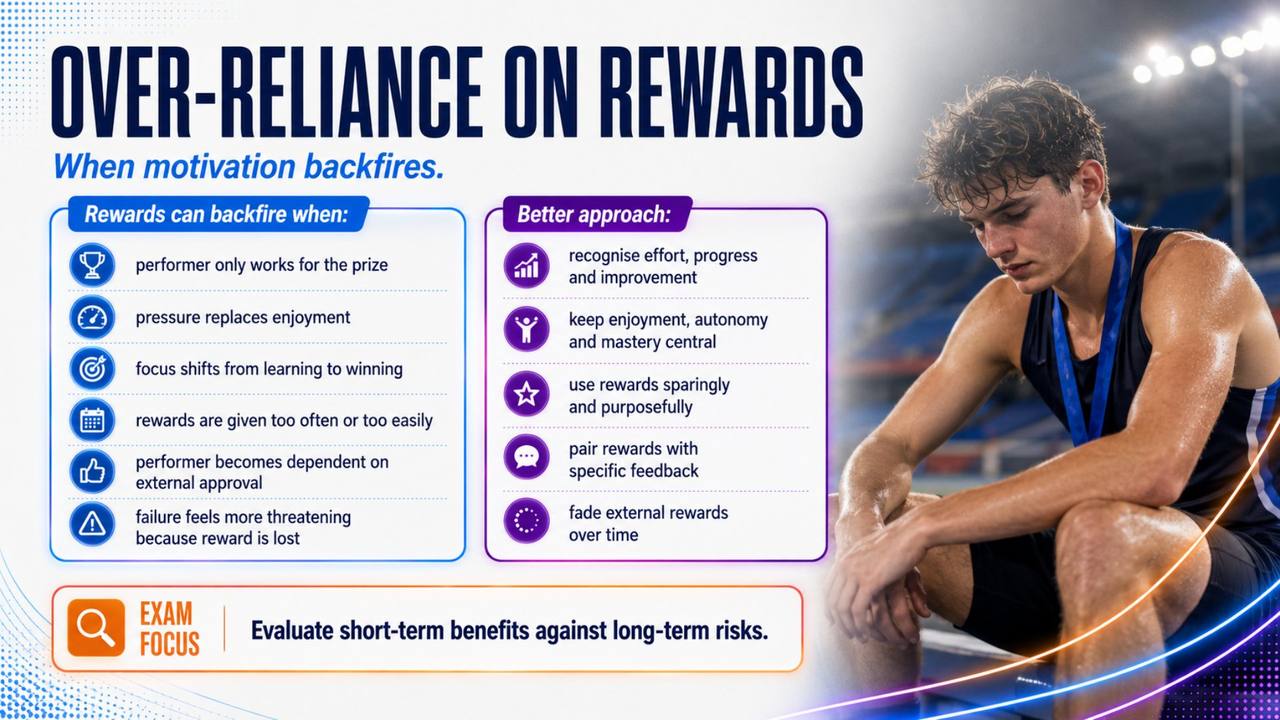 OVER-RELIANCE ON REWARDS
When motivation backfires.
Rewards can backfire when:
performer only works for the prize
pressure replaces enjoyment
focus shifts from learning to winning
rewards are given too often or too easily
performer becomes dependent on
external approval
failure feels more threatening
because reward is lost
Better approach:
recognise effort, progress
and improvement
keep enjoyment, autonomy
and mastery central
use rewards sparingly
and purposefully
pair rewards with
specific feedback
fade external rewards
over time
EXAM
FOCUS
Evaluate short-term benefits against long-term risks.